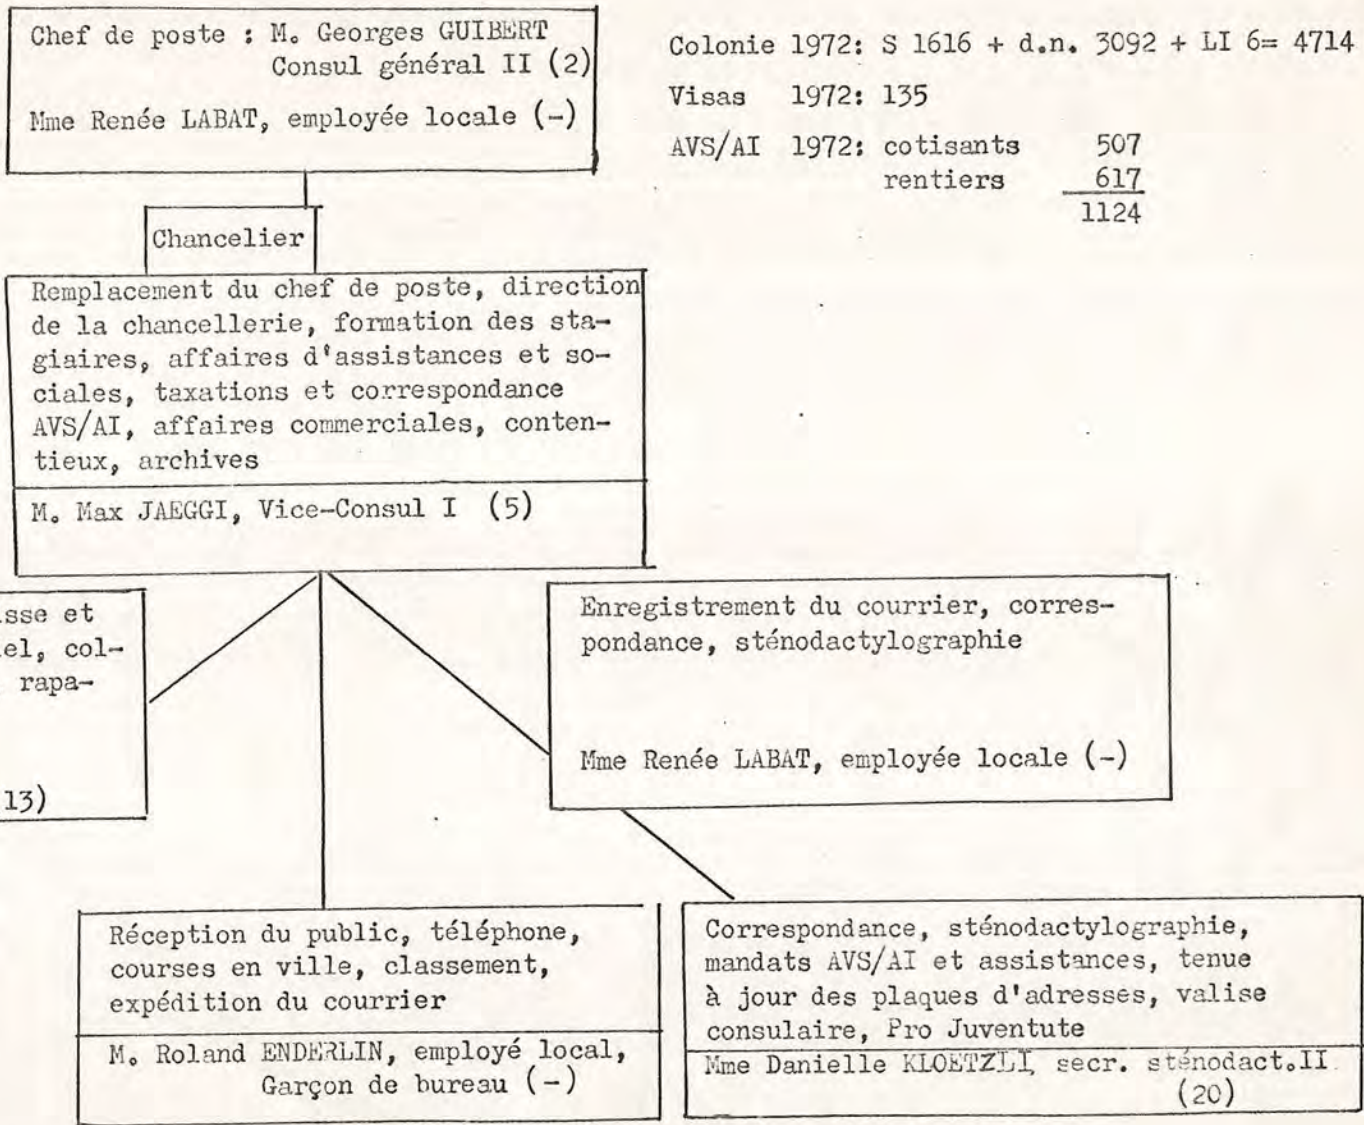 Chef de poste : M. Georges GUIBERT
Consul général II (2)
Mme Renée LABAT, employée locale (-)
Colonie 1972: S 1616 + d.n. 3092 + LI 6= 4714
Visas 1972: 135
AVS/AI 1972: cotisants 507
rentiers 617
1124
Chancelier
Remplacement du chef de poste, direction
de la chancellerie, formation des sta-
giaires, affaires d'assistances et so-
ciales, taxations et correspondance
AVS/AI, affaires commerciales, conten-
tieux, archives
M. Max JAEGGI, Vice-Consul I (5)
isse et
iel, col-
rapa-
13)
Enregistrement du courrier, corres-
pondance, sténodactylographie
Mme Renée LABAT, employée locale (-)
Réception du public, téléphone,
courses en ville, classement,
expédition du courrier
M. Roland ENDERLIN, employé local,
Garçon de bureau (-)
Correspondance, sténodactylographie,
mandats AVS/AI et assistances, tenue
à jour des plaques d'adresses, valise
consulaire, Pro Juventute
Mme Danielle KLOETZLI, secr. sténodact.II
(20)